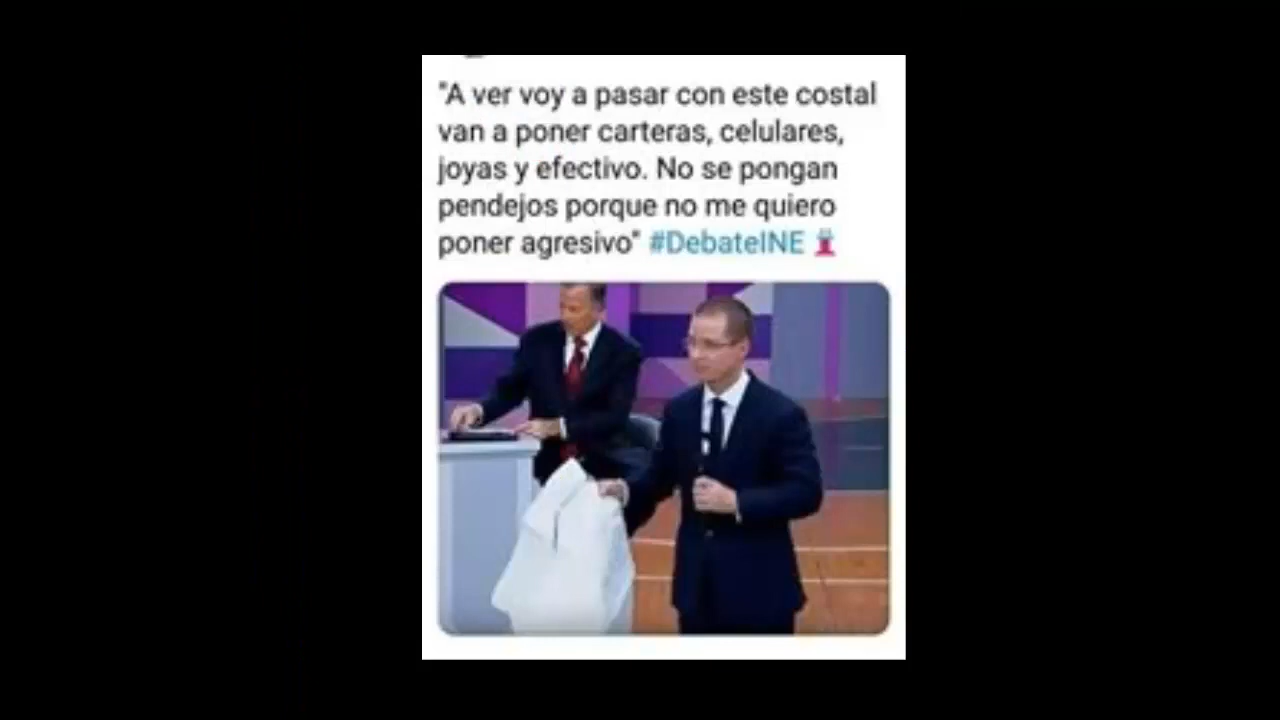 "A ver voy a pasar con este costal
van a poner carteras, celulares,
joyas y efectivo. No se pongan
pendejos porque no me quiero
poner agresivo" #DebateINE